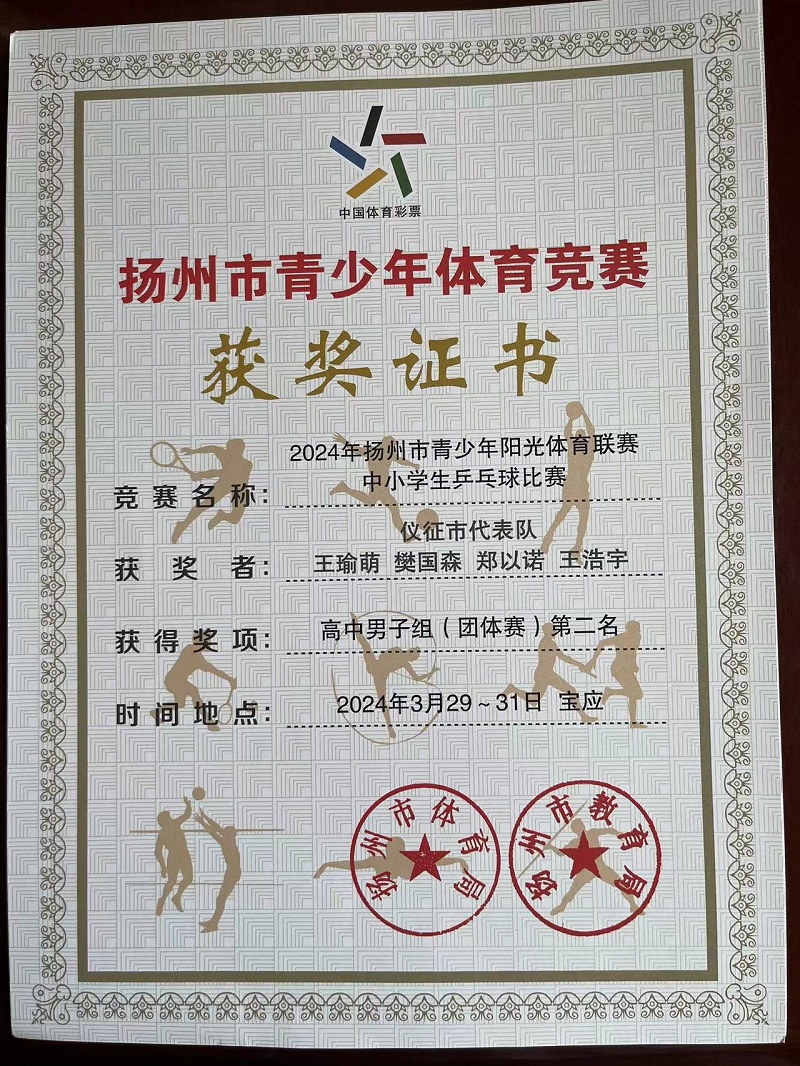 中国体育彩票
扬州市青少年体育竞赛
获奖证书
2024年扬州市青少年阳光体育联赛
竞赛名称：中小学生乒乓球比赛
仪征市代表队
获奖者：王瑜萌 樊国森 郑以诺 王浩宇
获得奖项：高中男子组（团体赛）第二名
时间地点：2024年3月29~31日 宝应
扬州市体育局
扬州市教育局